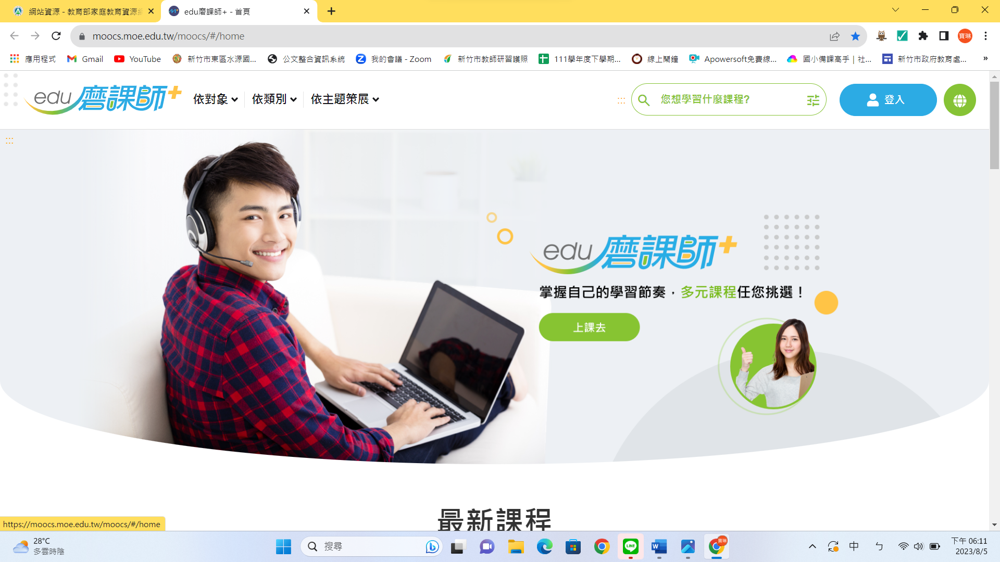 網站資源 - 教育部家庭教育資源
edu磨課師+ - 首頁
moocs.moe.edu.tw/moocs/#/home
寶琳
應用程式
Gmail
YouTube
新竹市東區水源國...
公文整合資訊系統
我的會議 - Zoom
新竹市教師研習護照
111學年度下學期...
線上鬧鐘
Apowersoft免費線...
國小備課高手 | 社...
新竹市政府教育處...
»
edu磨課師+
依對象
依類別
依主題策展
:::
您想學習什麼課程?
登入
:::
edu磨課師+
掌握自己的學習節奏，多元課程任您挑選！
上課去
最新課程
https://moocs.moe.edu.tw/moocs/#/home
28°C
多雲時陰
搜尋
LINE
W
寶琳
中
ㄅ
下午 06:11
2023/8/5